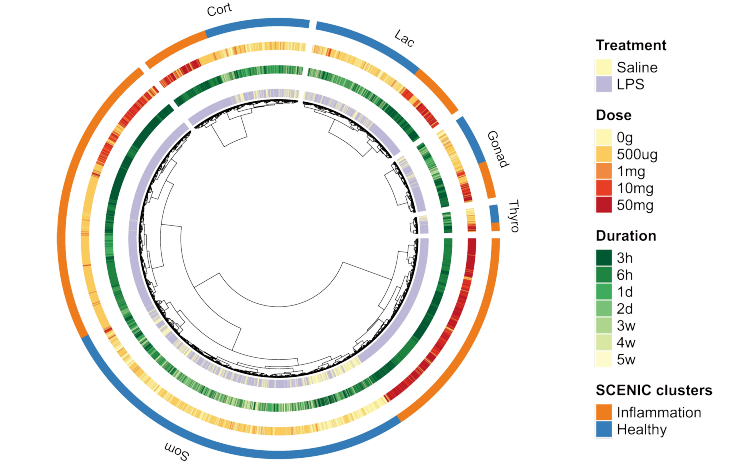 Cort
Lac
Gonad
Thyro
Som
Treatment
Saline
LPS
Dose
0g
500ug
1mg
10mg
50mg
Duration
3h
6h
1d
2d
3w
4w
5w
SCENIC clusters
Inflammation
Healthy